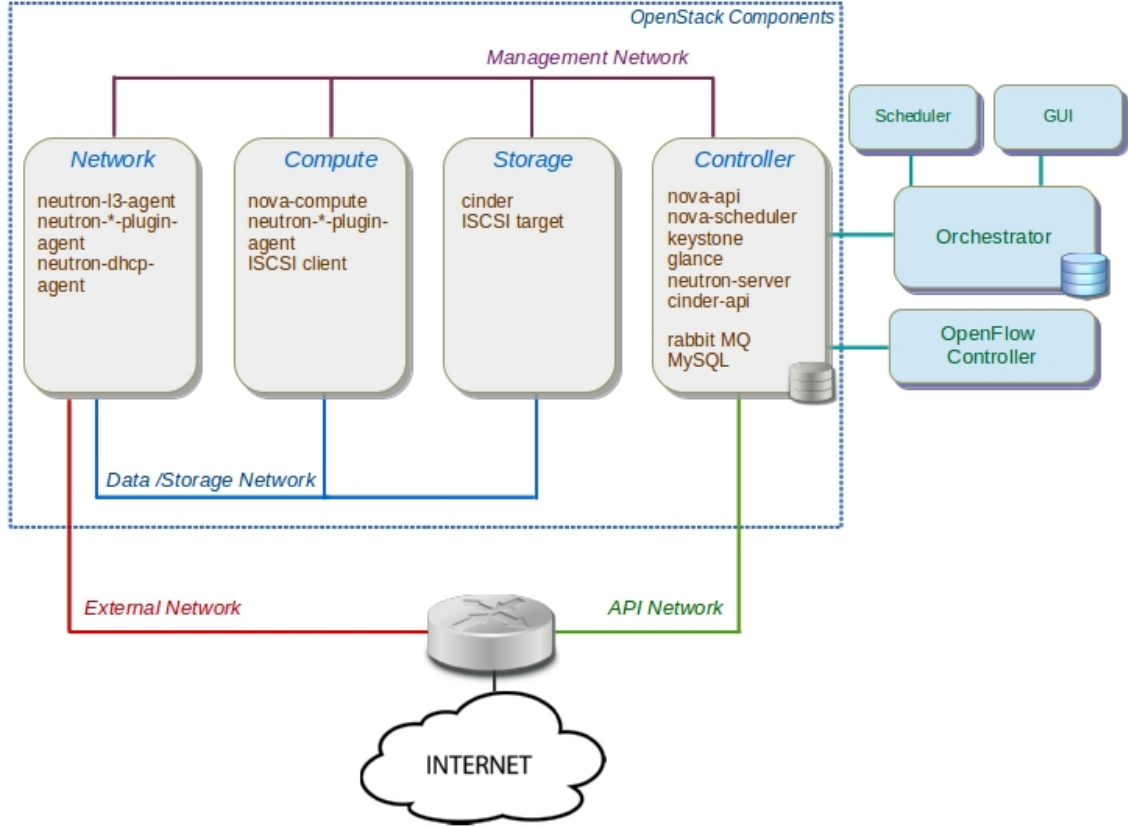 OpenStack Components
Management Network
Network
neutron-l3-agent
neutron-*-plugin-
agent
neutron-dhcp-
agent
Compute
nova-compute
neutron-*-plugin-
agent
ISCSI client
Storage
cinder
ISCSI target
Controller
nova-api
nova-scheduler
keystone
glance
neutron-server
cinder-api
rabbit MQ
MySQL
Scheduler
GUI
Orchestrator
OpenFlow
Controller
Data /Storage Network
External Network
API Network
INTERNET